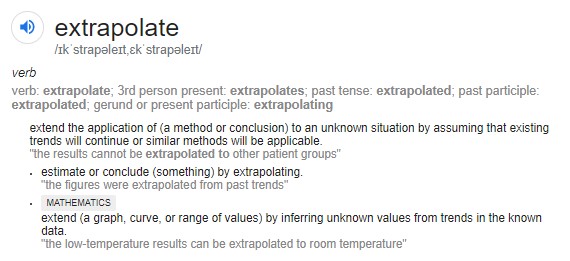 extrapolate
/ɪkˈstrapəleɪt,ɛkˈstrapəleɪt/
verb
verb: extrapolate; 3rd person present: extrapolates; past tense: extrapolated; past participle:
extrapolated; gerund or present participle: extrapolating
extend the application of (a method or conclusion) to an unknown situation by assuming that existing
trends will continue or similar methods will be applicable.
"the results cannot be extrapolated to other patient groups"
• estimate or conclude (something) by extrapolating.
"the figures were extrapolated from past trends"
• MATHEMATICS
extend (a graph, curve, or range of values) by inferring unknown values from trends in the known
data.
"the low-temperature results can be extrapolated to room temperature"